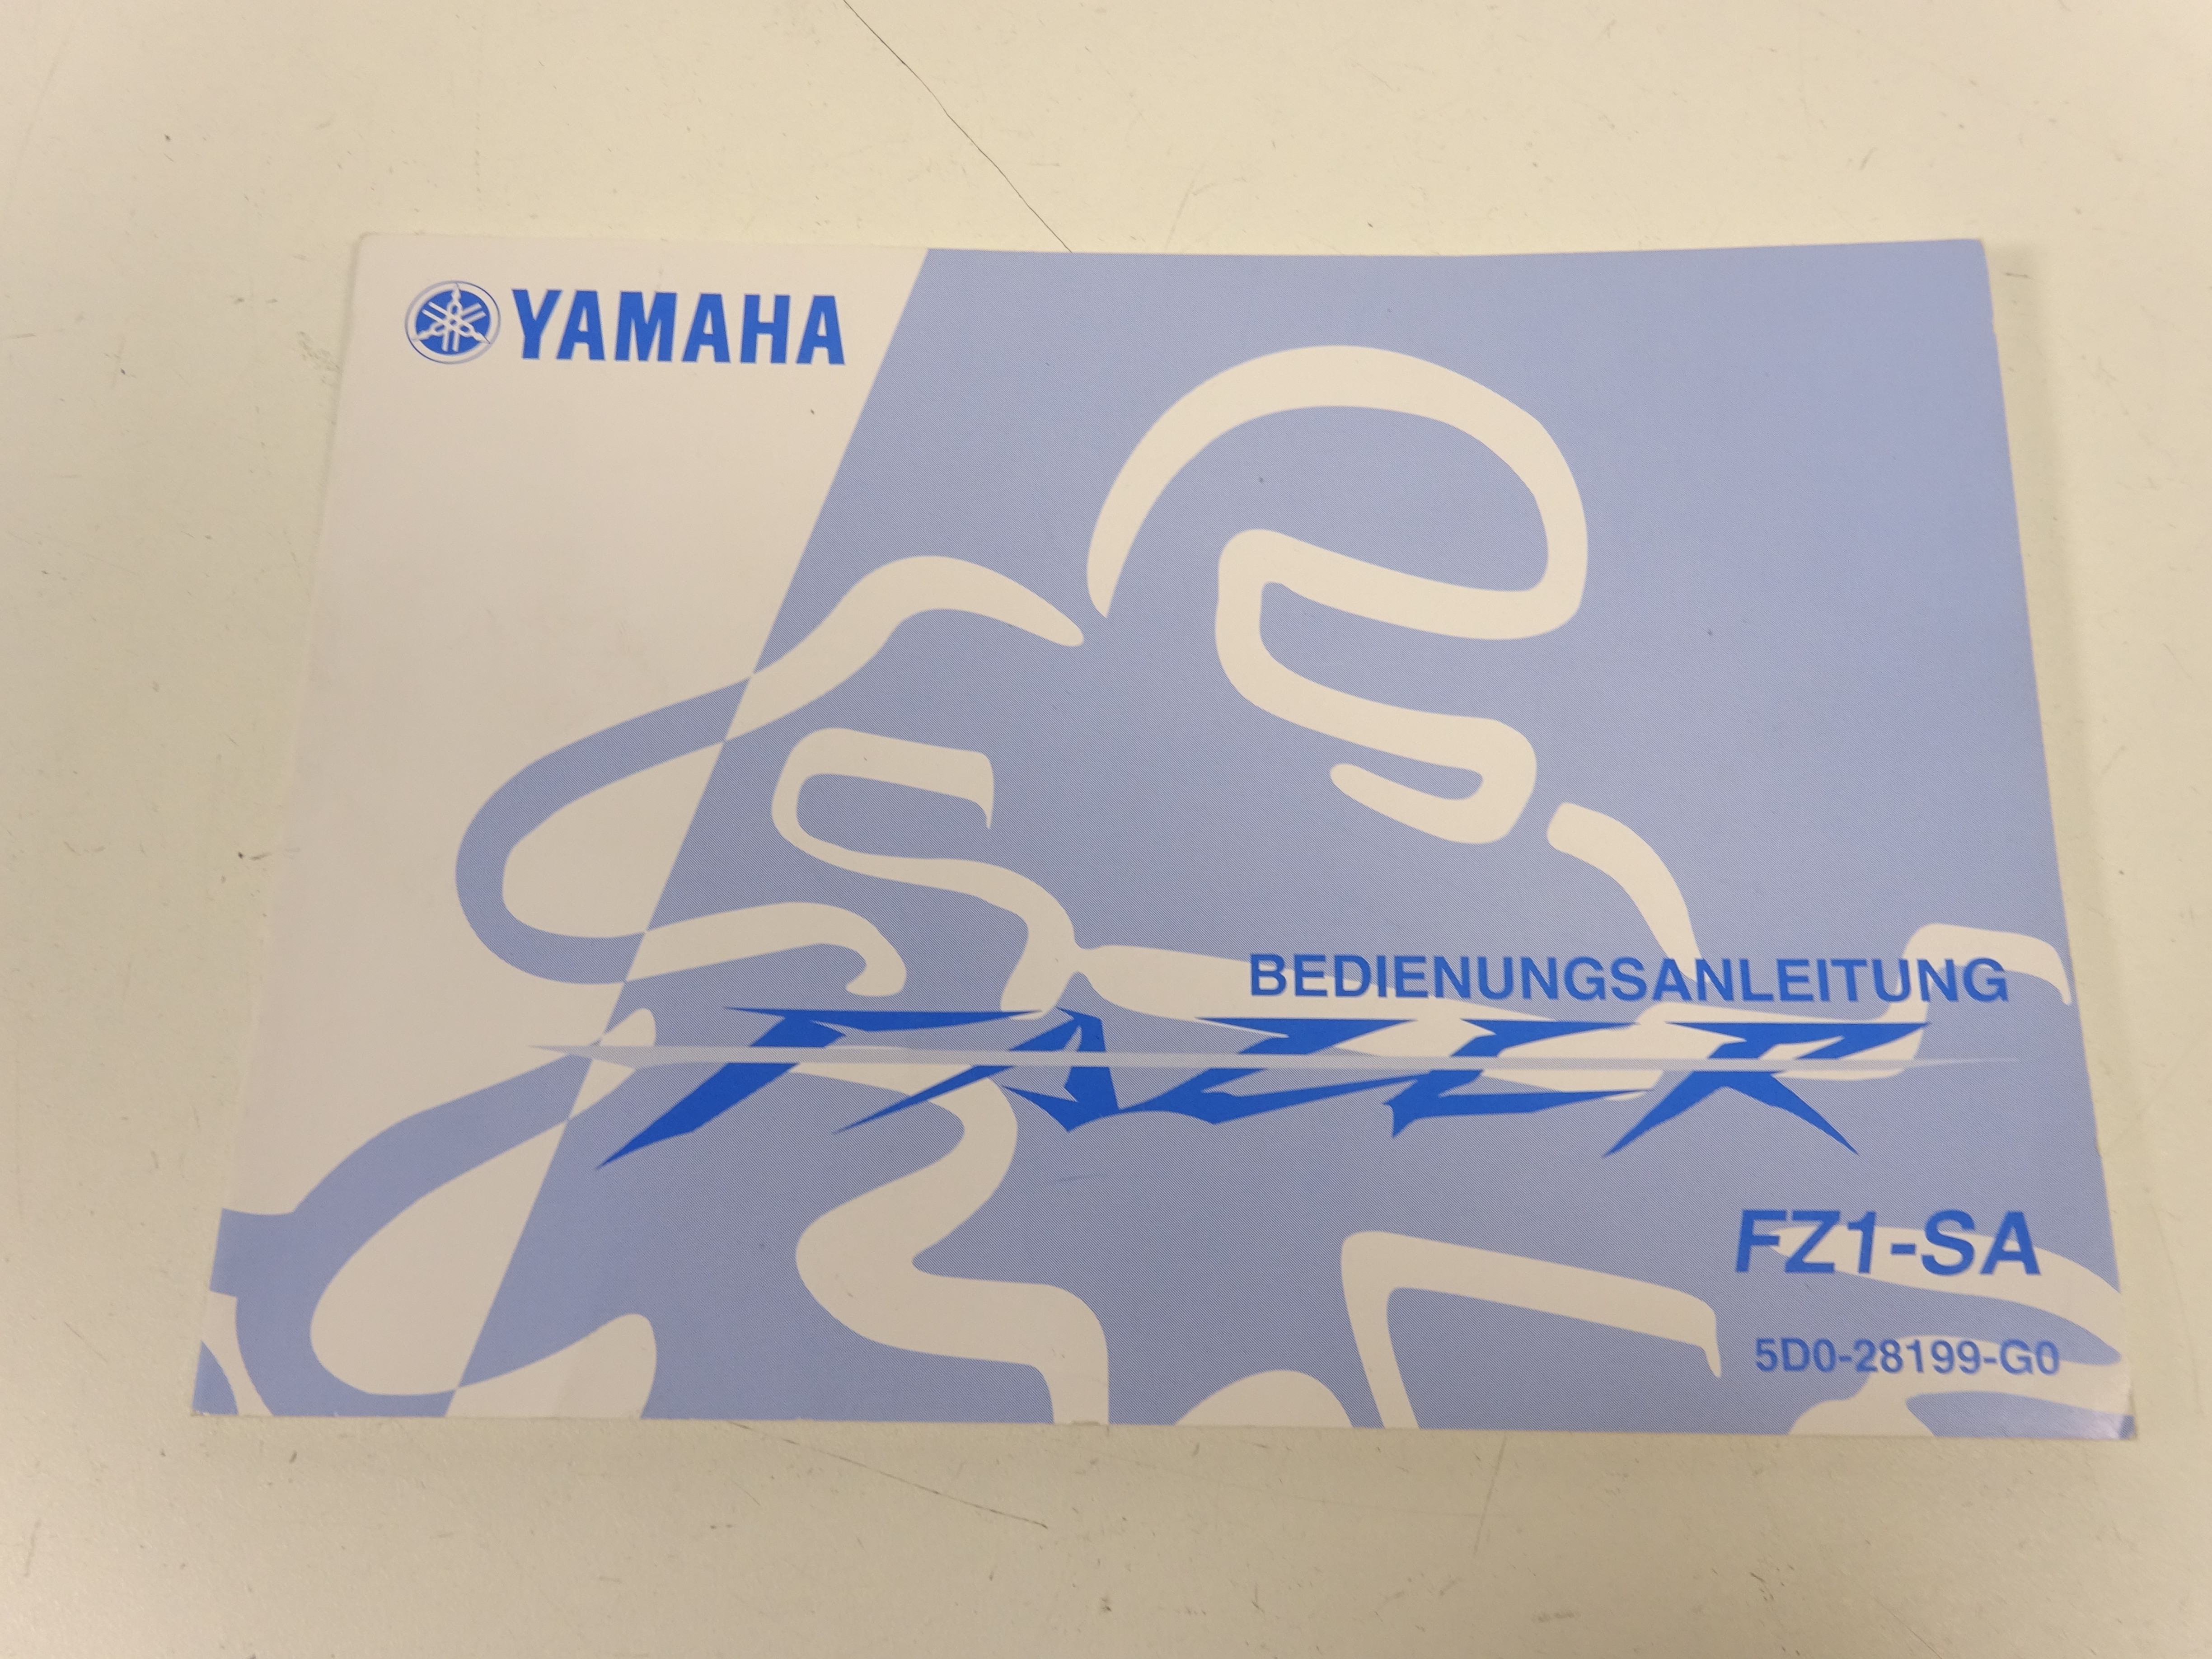 YAMAHA
BEDIENUNGSANLEITUNG
FAZER
FZ1-SA
5D0-28199-G0